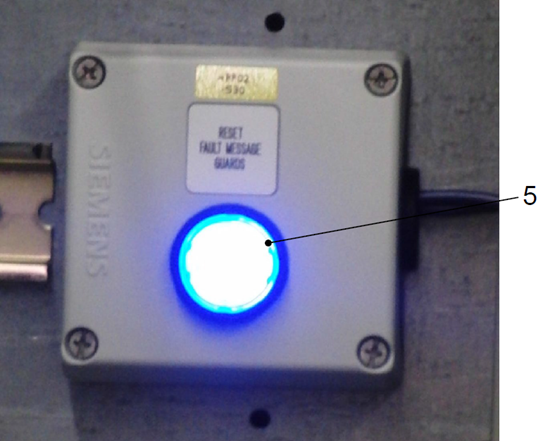 RESET
FAULT MESSAGE
GUARDS
SIEMENS
5